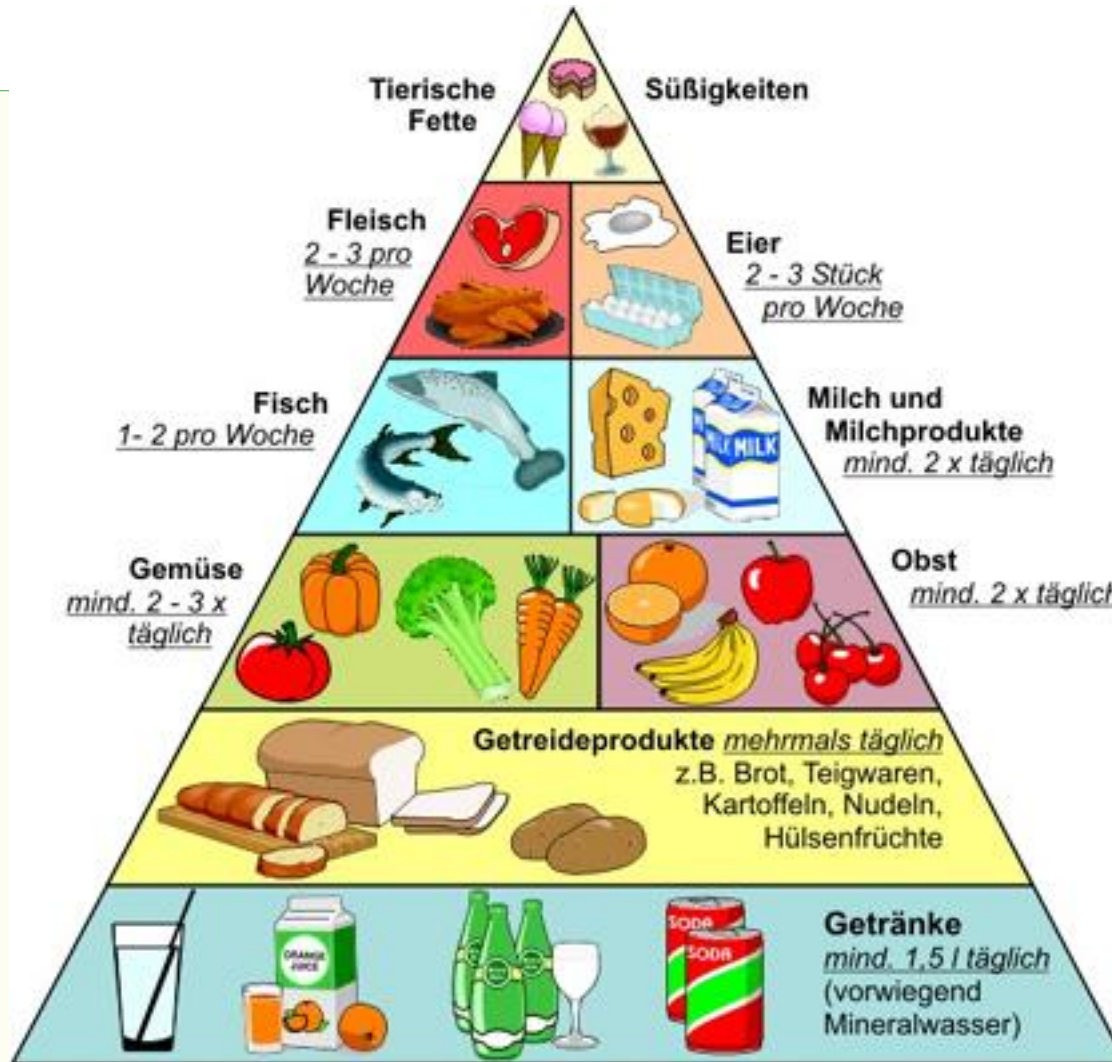 Tierische
Fette
Süßigkeiten
Fleisch
2 - 3 pro
Woche
Eier
2 - 3 Stück
pro Woche
Fisch
1- 2 pro Woche
Milch und
Milchprodukte
mind. 2 x täglich
MILK MILK
Gemüse
mind. 2 - 3 x
täglich
Obst
mind. 2 x täglich
Getreideprodukte mehrmals täglich
z.B. Brot, Teigwaren,
Kartoffeln, Nudeln,
Hülsenfrüchte
ORANGE
JUICE
SODA
SODA
Getränke
mind. 1,5 l täglich
(vorwiegend
Mineralwasser)